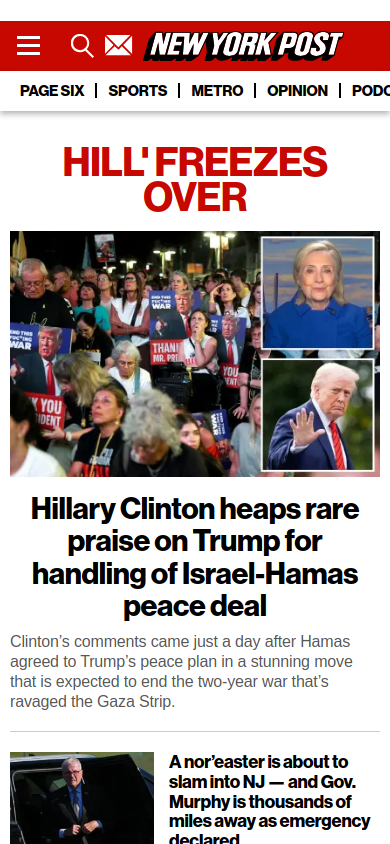 NEW YORK POST
PAGE SIX | SPORTS | METRO | OPINION | PODC
HILL' FREEZES
OVER
END THIS
F***ING
WAR
THAN
MR. PRE
YOU
Hillary Clinton heaps rare
praise on Trump for
handling of Israel-Hamas
peace deal
Clinton’s comments came just a day after Hamas
agreed to Trump’s peace plan in a stunning move
that is expected to end the two-year war that’s
ravaged the Gaza Strip.
A nor’easter is about to
slam into NJ — and Gov.
Murphy is thousands of
miles away as emergency
declared